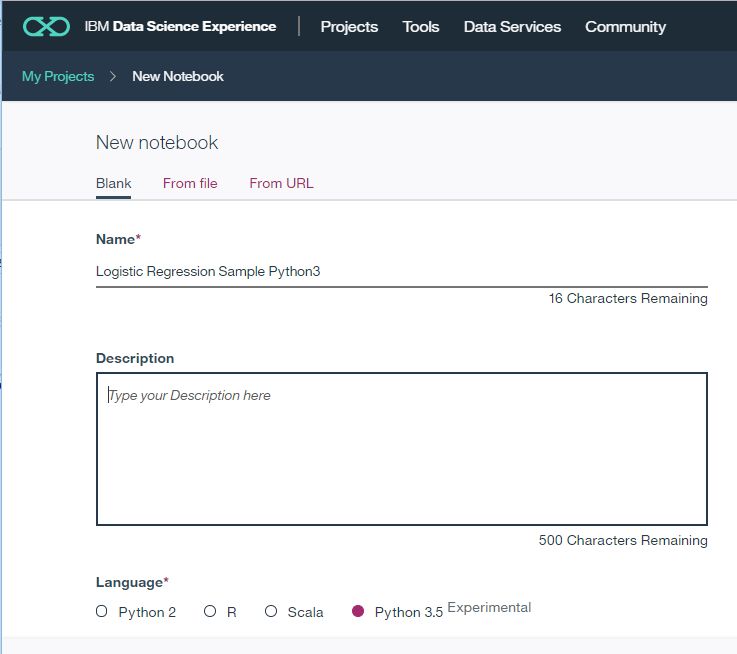 IBM Data Science Experience | Projects Tools Data Services Community
My Projects > New Notebook
New notebook
Blank From file From URL
Name*
Logistic Regression Sample Python3
16 Characters Remaining
Description
Type your Description here
500 Characters Remaining
Language*
Python 2 R Scala Python 3.5 Experimental